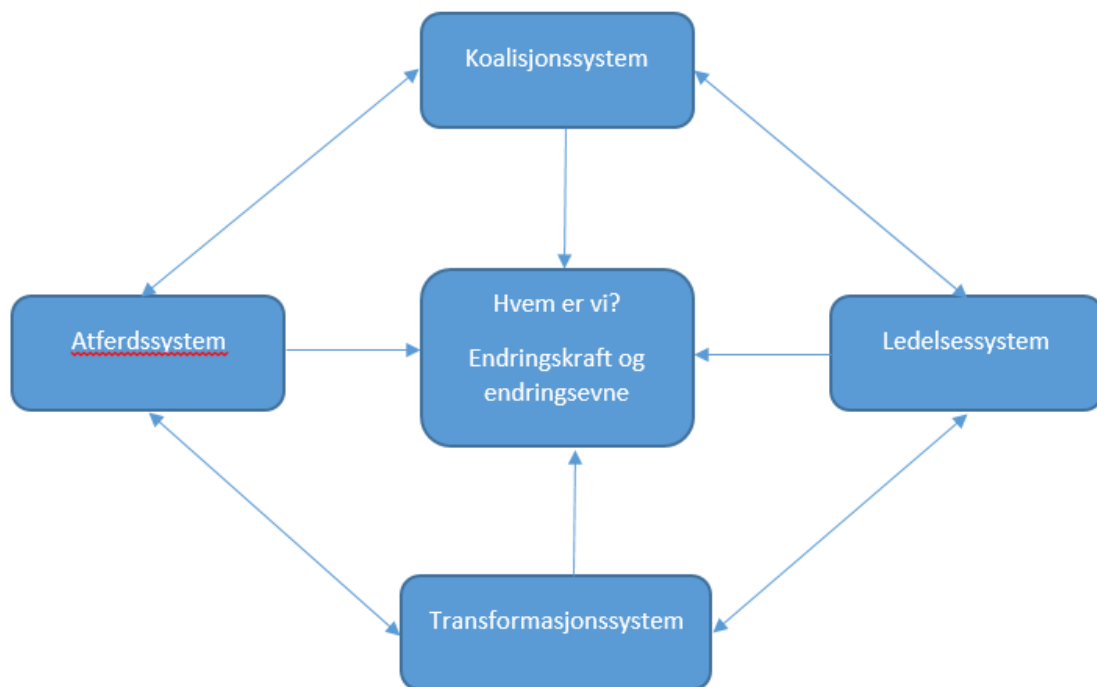 Koalisjonssystem
Hvem er vi?
Endringskraft og
endringsevne
Atferdssystem
Ledelsessystem
Transformasjonssystem